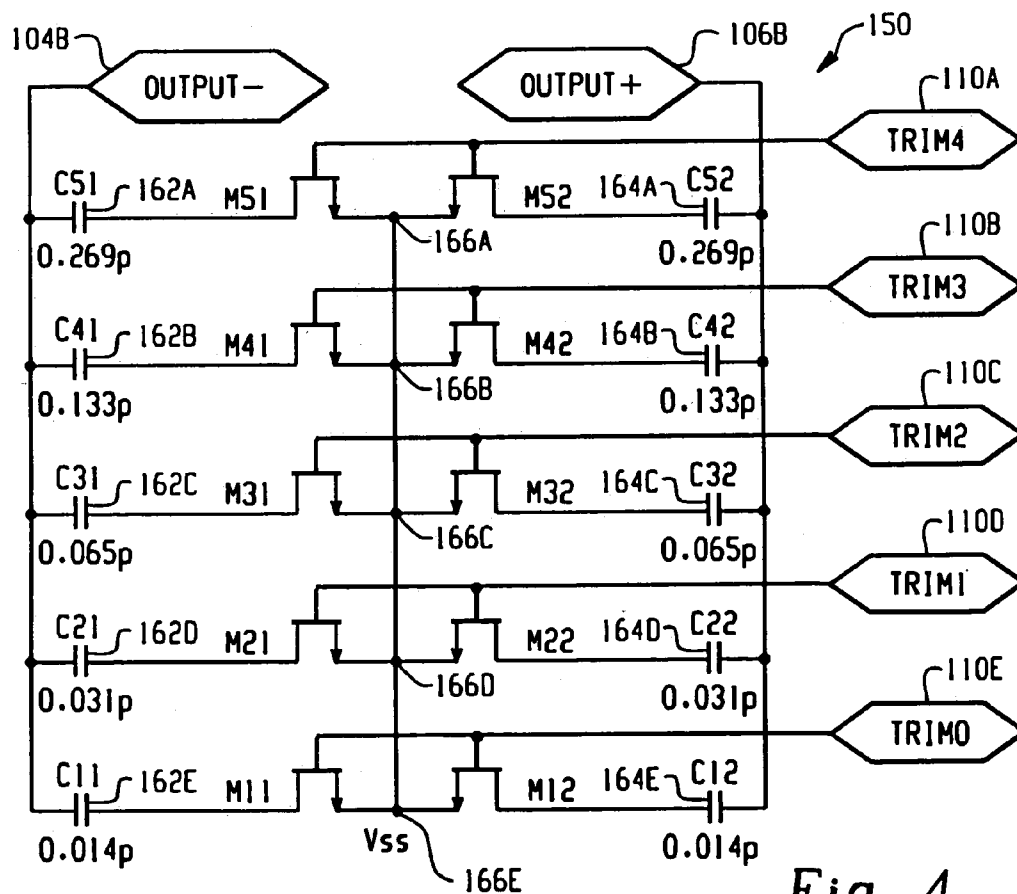 104B 106B 150
OUTPUT- OUTPUT+ 110A
TRIM4
C51 162A M51 M52 164A C52
166A 110B
0.269p 0.269p
TRIM3
C41 162B M41 M42 164B C42
166B 110C
0.133p 0.133p
TRIM2
C31 162C M31 M32 164C C32
166C 110D
0.065p 0.065p
TRIM1
C21 162D M21 M22 164D C22
166D 110E
0.031p 0.031p
TRIM0
C11 162E M11 M12 164E C12
Vss
0.014p 0.014p
166E
Fig. 4